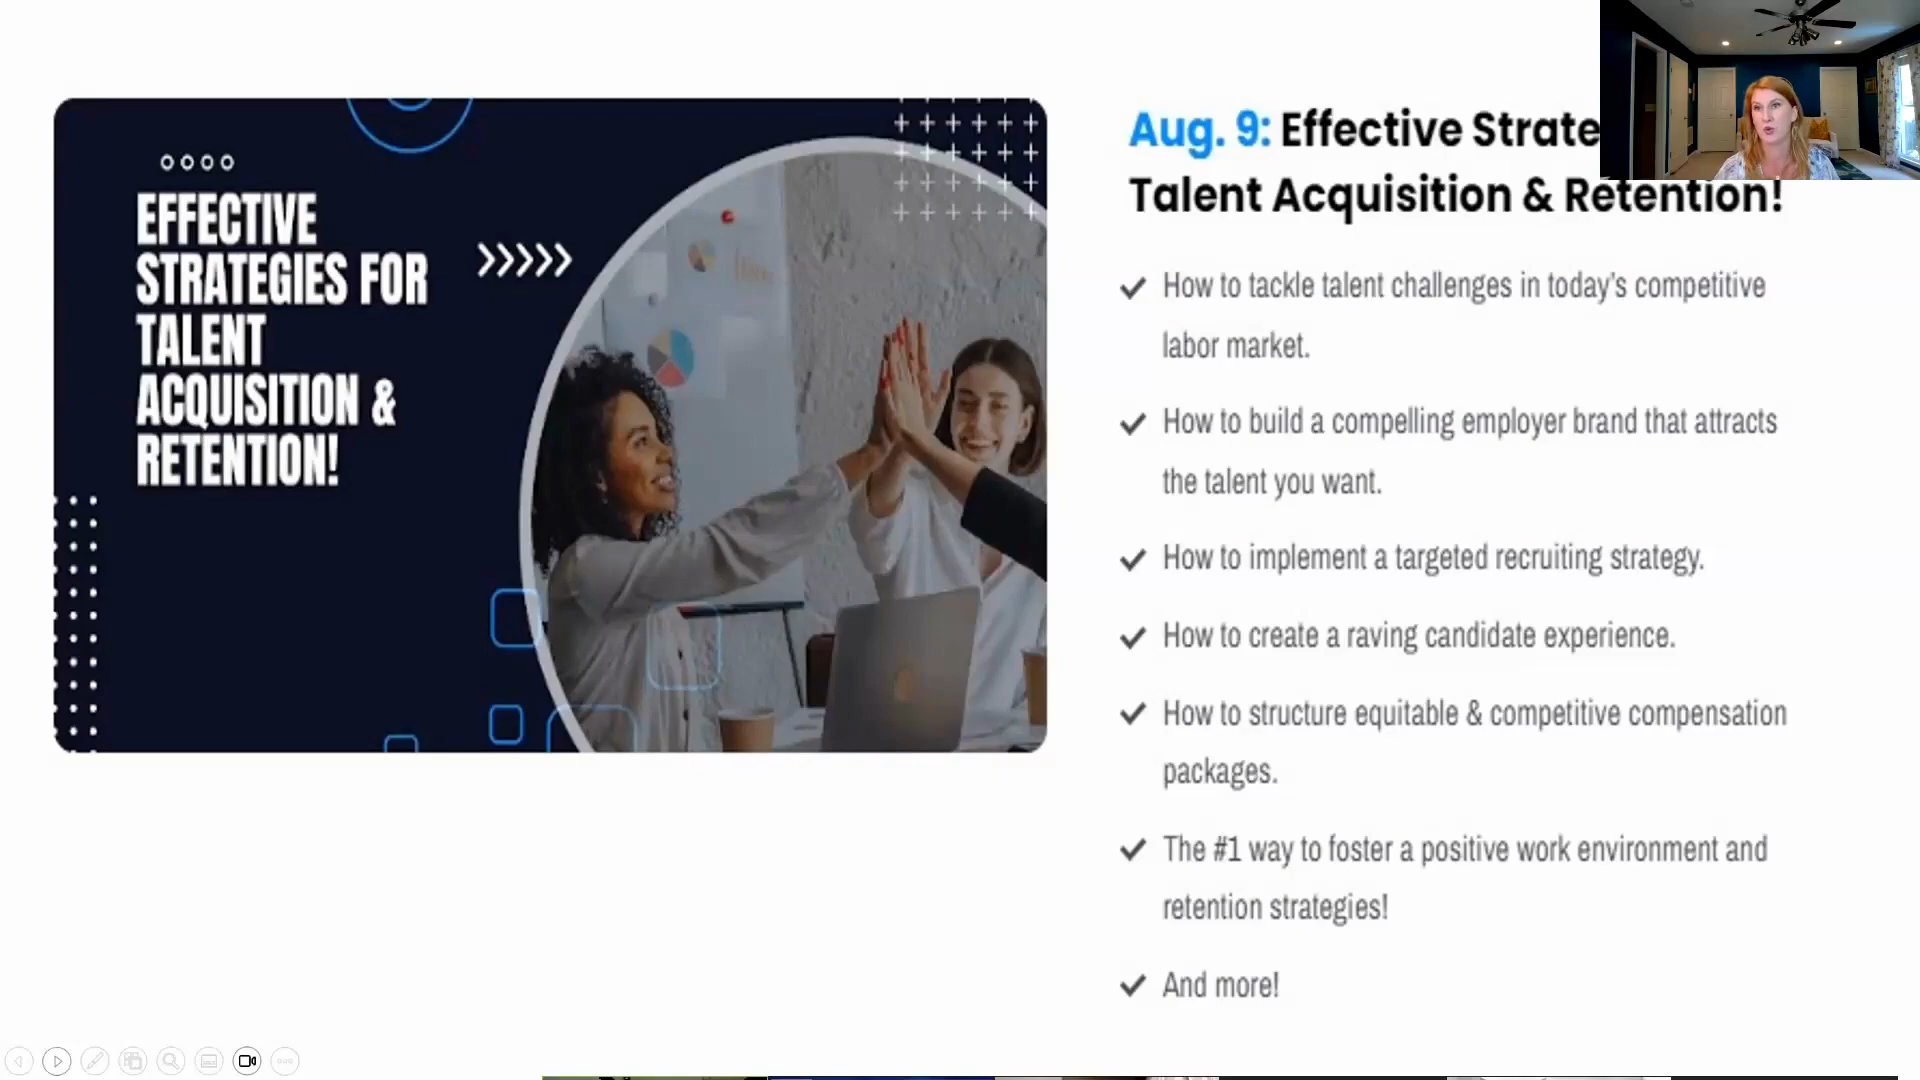 EFFECTIVE
STRATEGIES FOR
TALENT
ACQUISITION &
RETENTION!
Aug. 9: Effective
Talent Acquisition & Retention!
How to tackle talent challenges in today's competitive
labor market.
How to build a compelling employer brand that attracts
the talent you want.
How to implement a targeted recruiting strategy.
How to create a raving candidate experience.
How to structure equitable & competitive compensation
packages.
The #1 way to foster a positive work environment and
retention strategies!
And more!